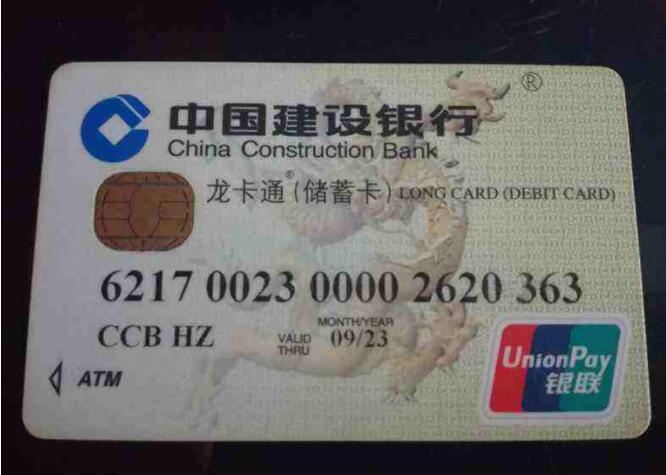 ®
中国建设银行
China Construction Bank
龙卡通®(储蓄卡) LONG CARD (DEBIT CARD)
6217 0023 0000 2620 363
CCB HZ
VALID THRU
MONTH/YEAR
09/23
ATM
UnionPay
银联